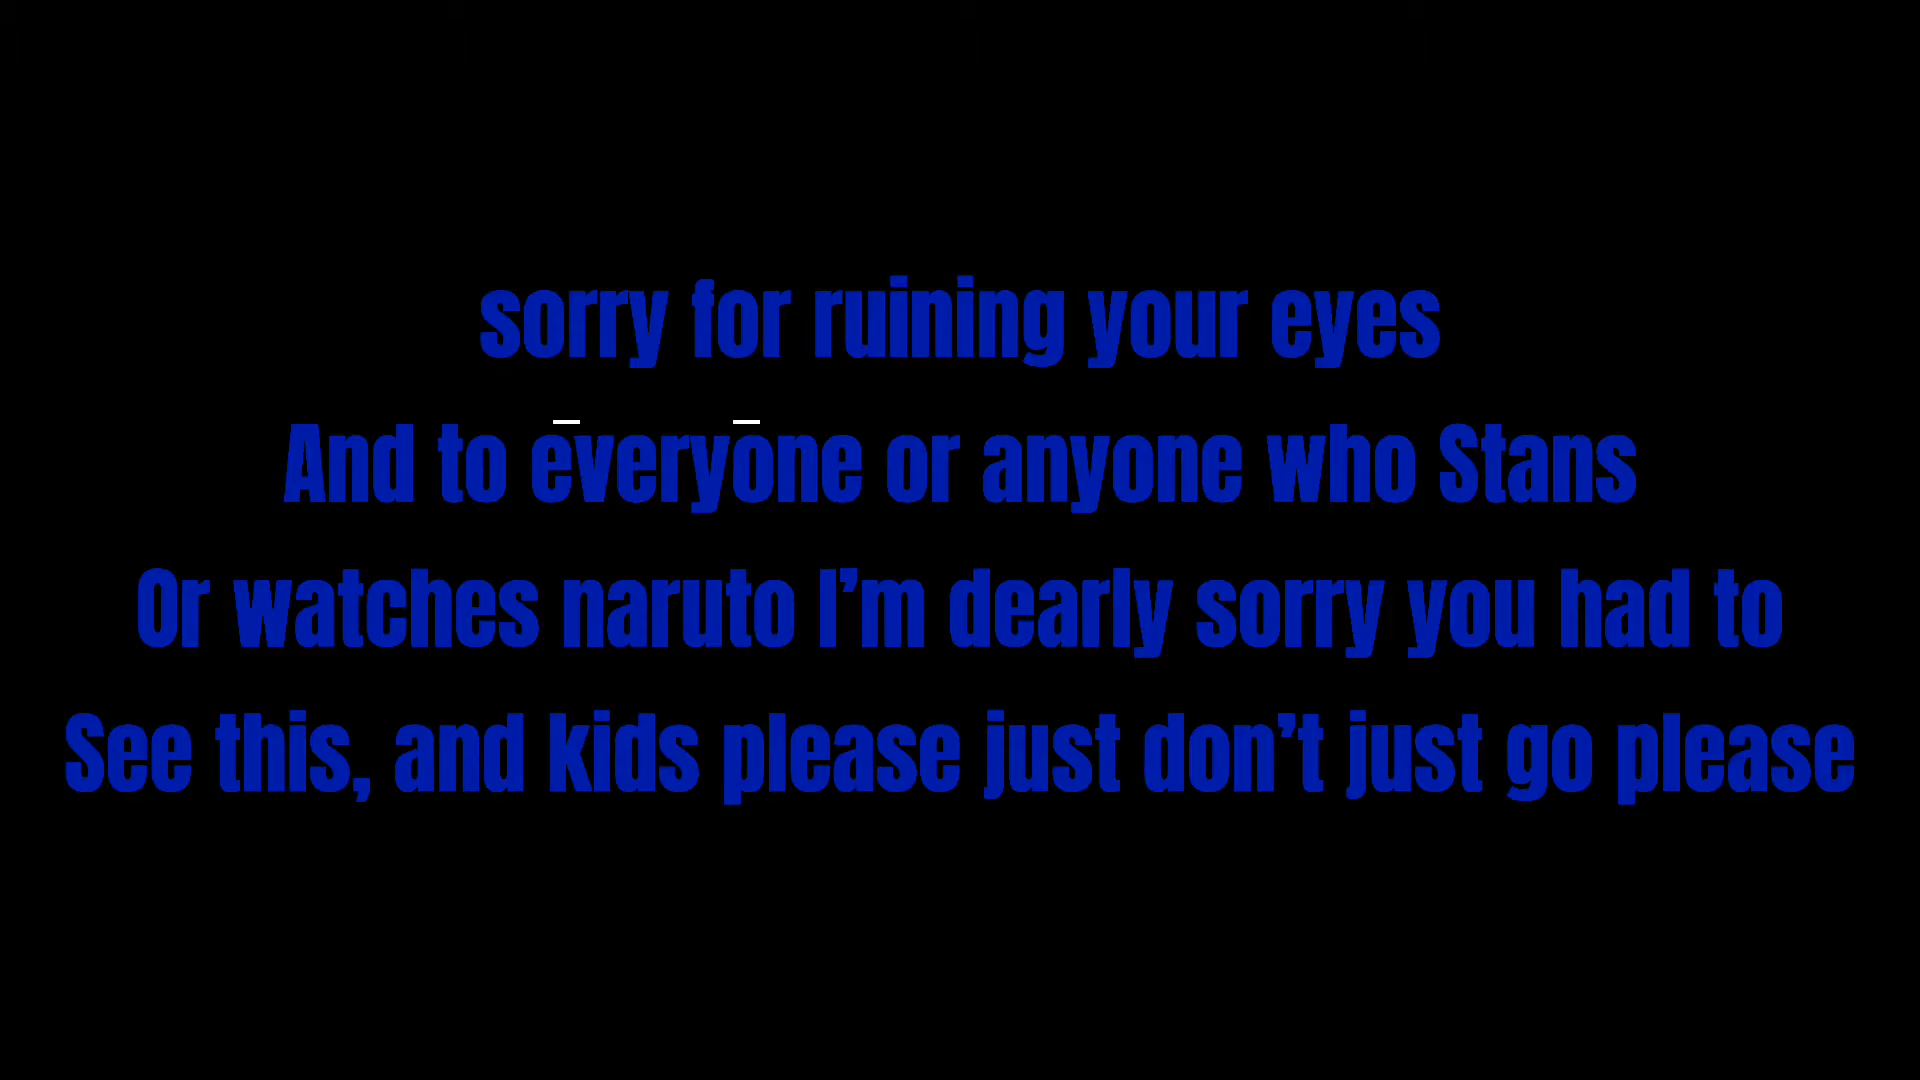 sorry for ruining your eyes
And to everyone or anyone who Stans
Or watches naruto I’m dearly sorry you had to
See this, and kids please just don’t just go please